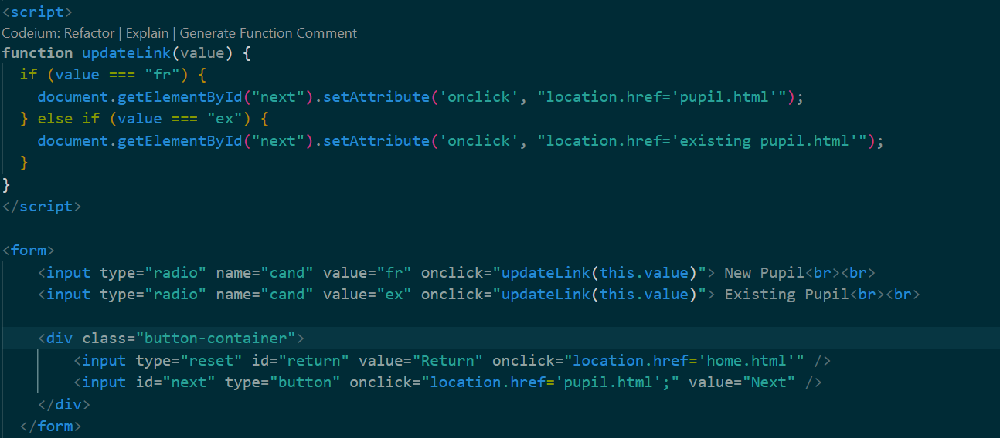 <script>
Codeium: Refactor | Explain | Generate Function Comment
function updateLink(value) {
  if (value === "fr") {
    document.getElementById("next").setAttribute('onclick', "location.href='pupil.html'");
  } else if (value === "ex") {
    document.getElementById("next").setAttribute('onclick', "location.href='existing pupil.html'");
  }
}
</script>

<form>
    <input type="radio" name="cand" value="fr" onclick="updateLink(this.value)"> New Pupil<br><br>
    <input type="radio" name="cand" value="ex" onclick="updateLink(this.value)"> Existing Pupil<br><br>

    <div class="button-container">
        <input type="reset" id="return" value="Return" onclick="location.href='home.html'" />
        <input id="next" type="button" onclick="location.href='pupil.html';" value="Next" />
    </div>
  </form>